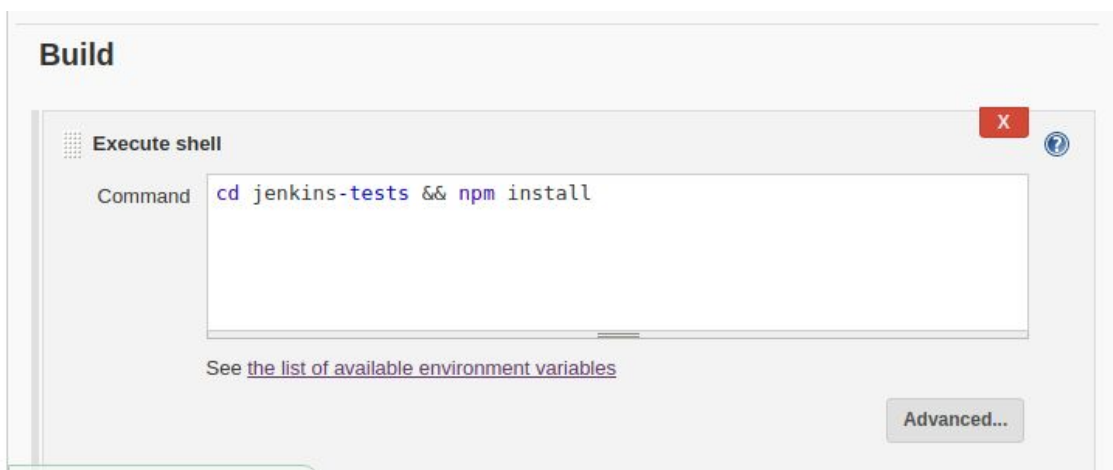 Build
X
Execute shell
Command
cd jenkins-tests && npm install
See the list of available environment variables
Advanced...